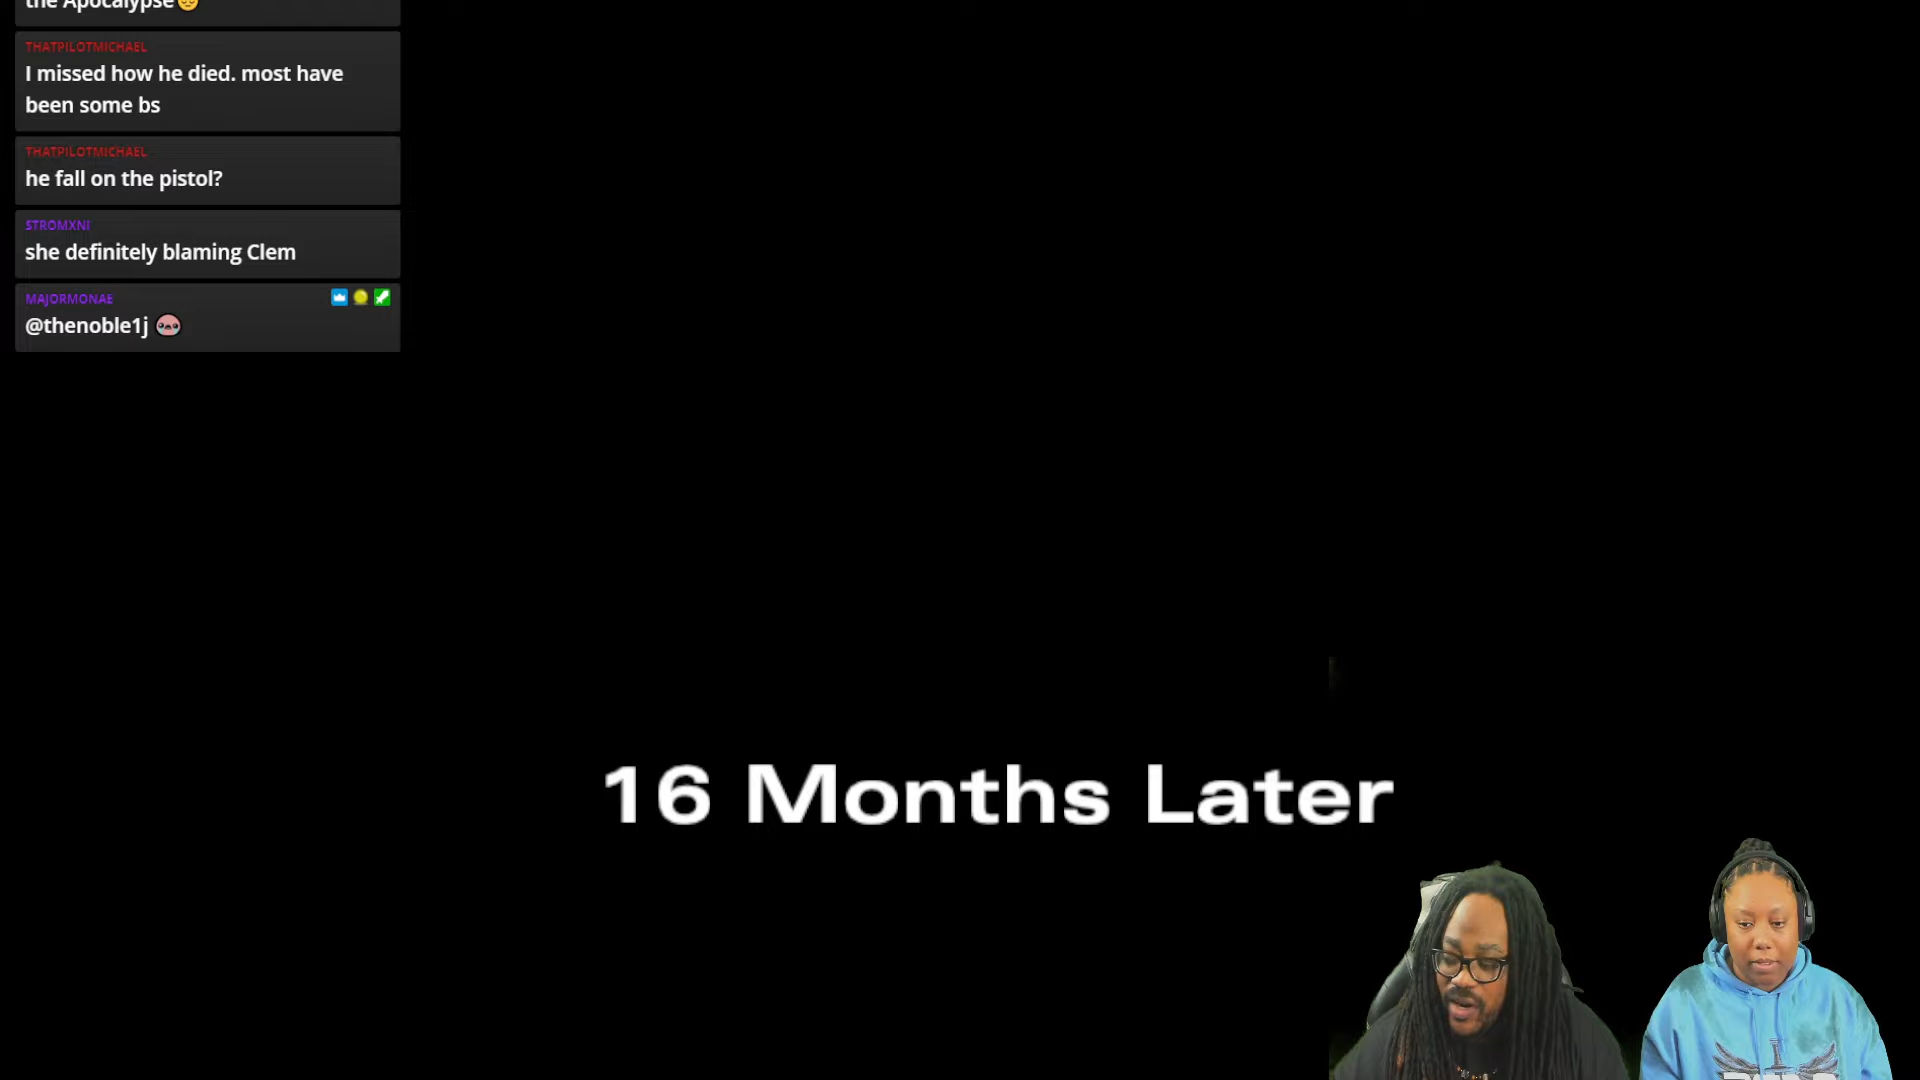 the Apocalypse
THATPILOTMICHAEL
I missed how he died. most have
been some bs
THATPILOTMICHAEL
he fall on the pistol?
STROMXNI
she definitely blaming Clem
MAJORMONAE
@thenoble1j
16 Months Later